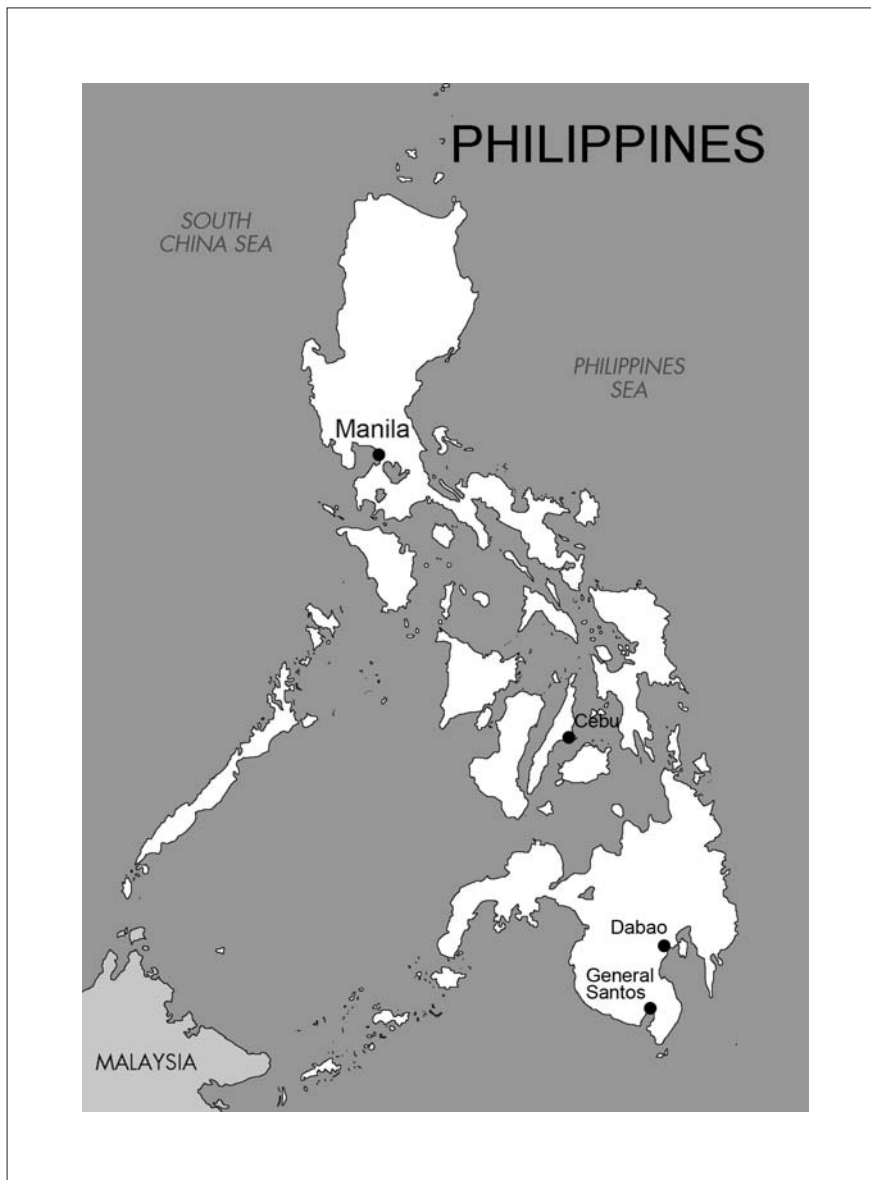 PHILIPPINES
SOUTH
CHINA SEA
PHILIPPINES
SEA
Manila
Cebu
Dabao
General
Santos
MALAYSIA